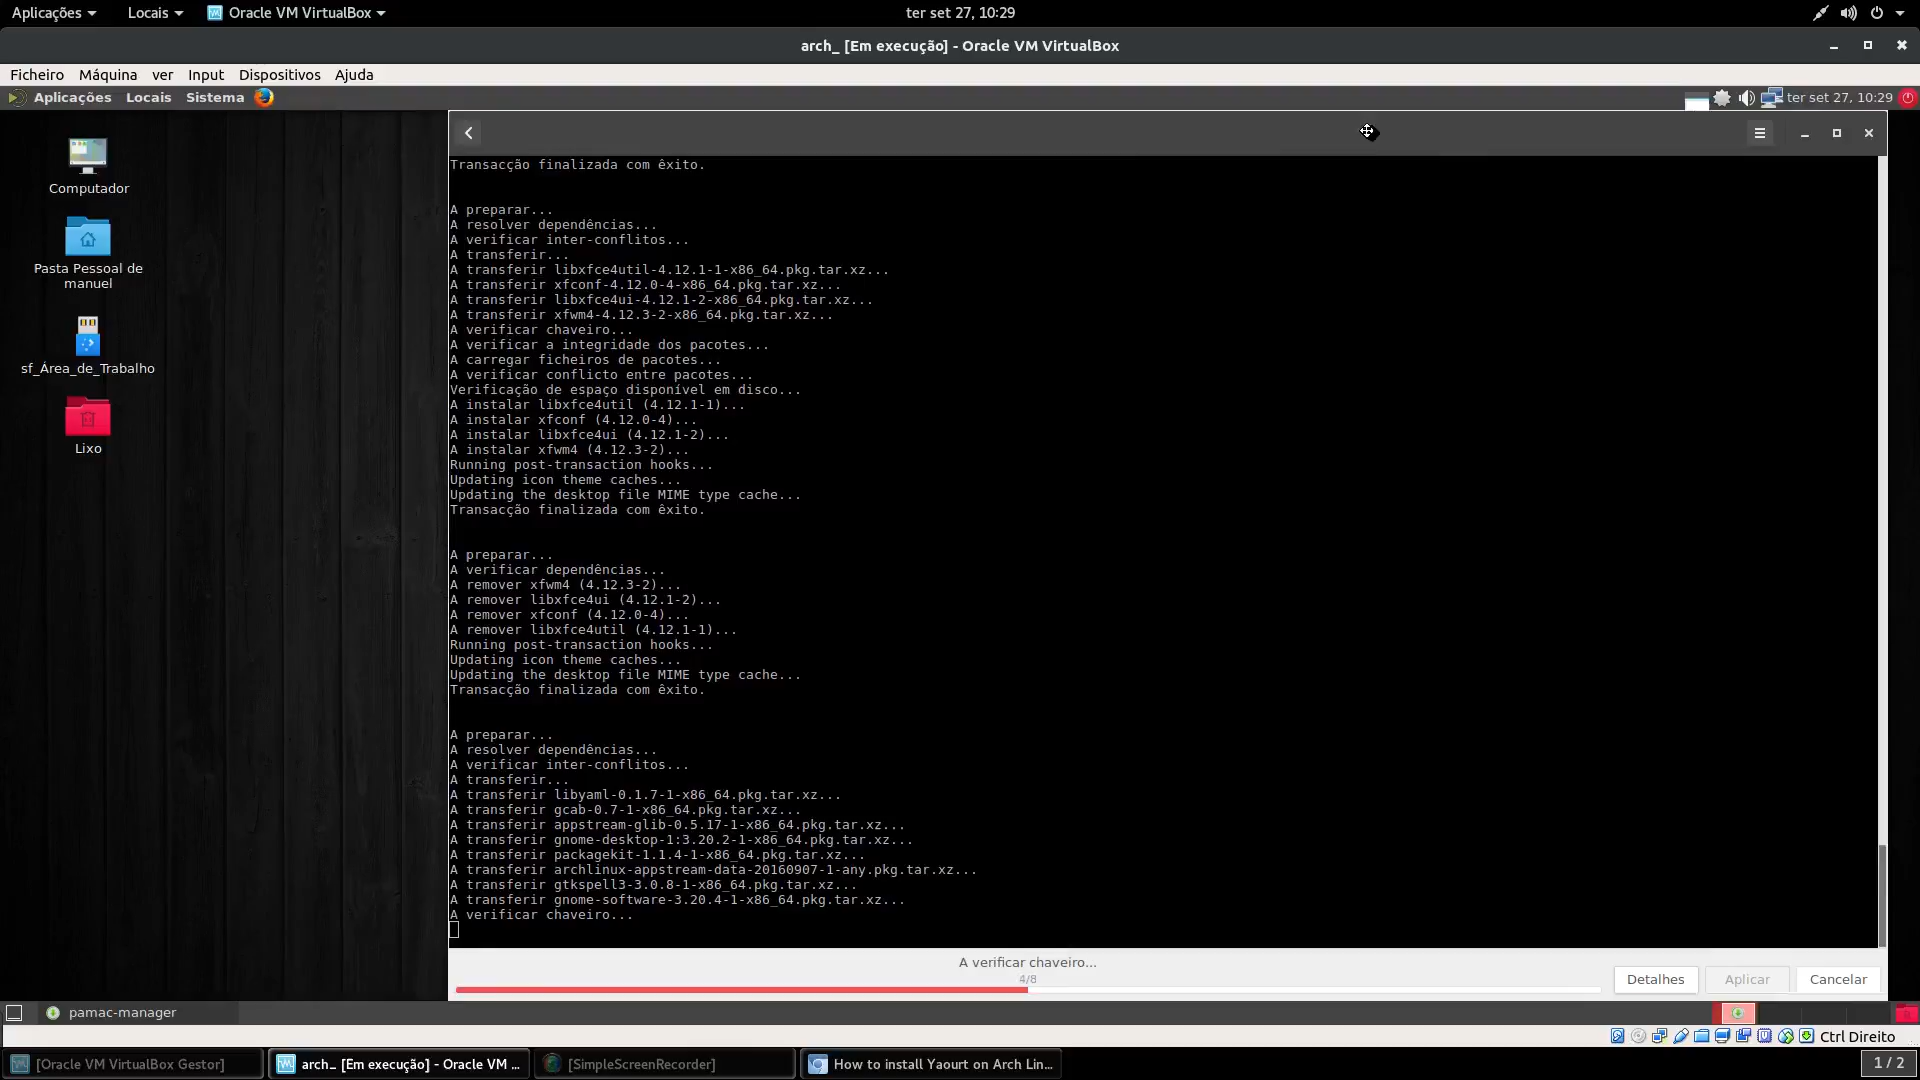 Aplicações Locais Oracle VM VirtualBox ter set 27, 10:29
arch_ [Em execução] - Oracle VM VirtualBox
Ficheiro Máquina ver Input Dispositivos Ajuda
Aplicações Locais Sistema ter set 27, 10:29
Computador
Pasta Pessoal de
manuel
sf_Área_de_Trabalho
Lixo
Transacção finalizada com êxito.
A preparar...
A resolver dependências...
A verificar inter-conflitos...
A transferir...
A transferir libxfce4util-4.12.1-1-x86_64.pkg.tar.xz...
A transferir xfconf-4.12.0-4-x86_64.pkg.tar.xz...
A transferir libxfce4ui-4.12.1-2-x86_64.pkg.tar.xz...
A transferir xfwm4-4.12.3-2-x86_64.pkg.tar.xz...
A verificar chaveiro...
A verificar a integridade dos pacotes...
A carregar ficheiros de pacotes...
A verificar conflicto entre pacotes...
Verificação de espaço disponível em disco...
A instalar libxfce4util (4.12.1-1)...
A instalar xfconf (4.12.0-4)...
A instalar libxfce4ui (4.12.1-2)...
A instalar xfwm4 (4.12.3-2)...
Running post-transaction hooks...
Updating icon theme caches...
Updating the desktop file MIME type cache...
Transacção finalizada com êxito.
A preparar...
A verificar dependências...
A remover xfwm4 (4.12.3-2)...
A remover libxfce4ui (4.12.1-2)...
A remover xfconf (4.12.0-4)...
A remover libxfce4util (4.12.1-1)...
Running post-transaction hooks...
Updating icon theme caches...
Updating the desktop file MIME type cache...
Transacção finalizada com êxito.
A preparar...
A resolver dependências...
A verificar inter-conflitos...
A transferir...
A transferir libyaml-0.1.7-1-x86_64.pkg.tar.xz...
A transferir gcab-0.7-1-x86_64.pkg.tar.xz...
A transferir appstream-glib-0.5.17-1-x86_64.pkg.tar.xz...
A transferir gnome-desktop-1:3.20.2-1-x86_64.pkg.tar.xz...
A transferir packagekit-1.1.4-1-x86_64.pkg.tar.xz...
A transferir archlinux-appstream-data-20160907-1-any.pkg.tar.xz...
A transferir gtkspell3-3.0.8-1-x86_64.pkg.tar.xz...
A transferir gnome-software-3.20.4-1-x86_64.pkg.tar.xz...
A verificar chaveiro...
A verificar chaveiro...
4/8
Detalhes Aplicar Cancelar
pamac-manager
Ctrl Direito
[Oracle VM VirtualBox Gestor] arch_ [Em execução] - Oracle VM ... [SimpleScreenRecorder] How to install Yaourt on Arch Lin... 1 / 2